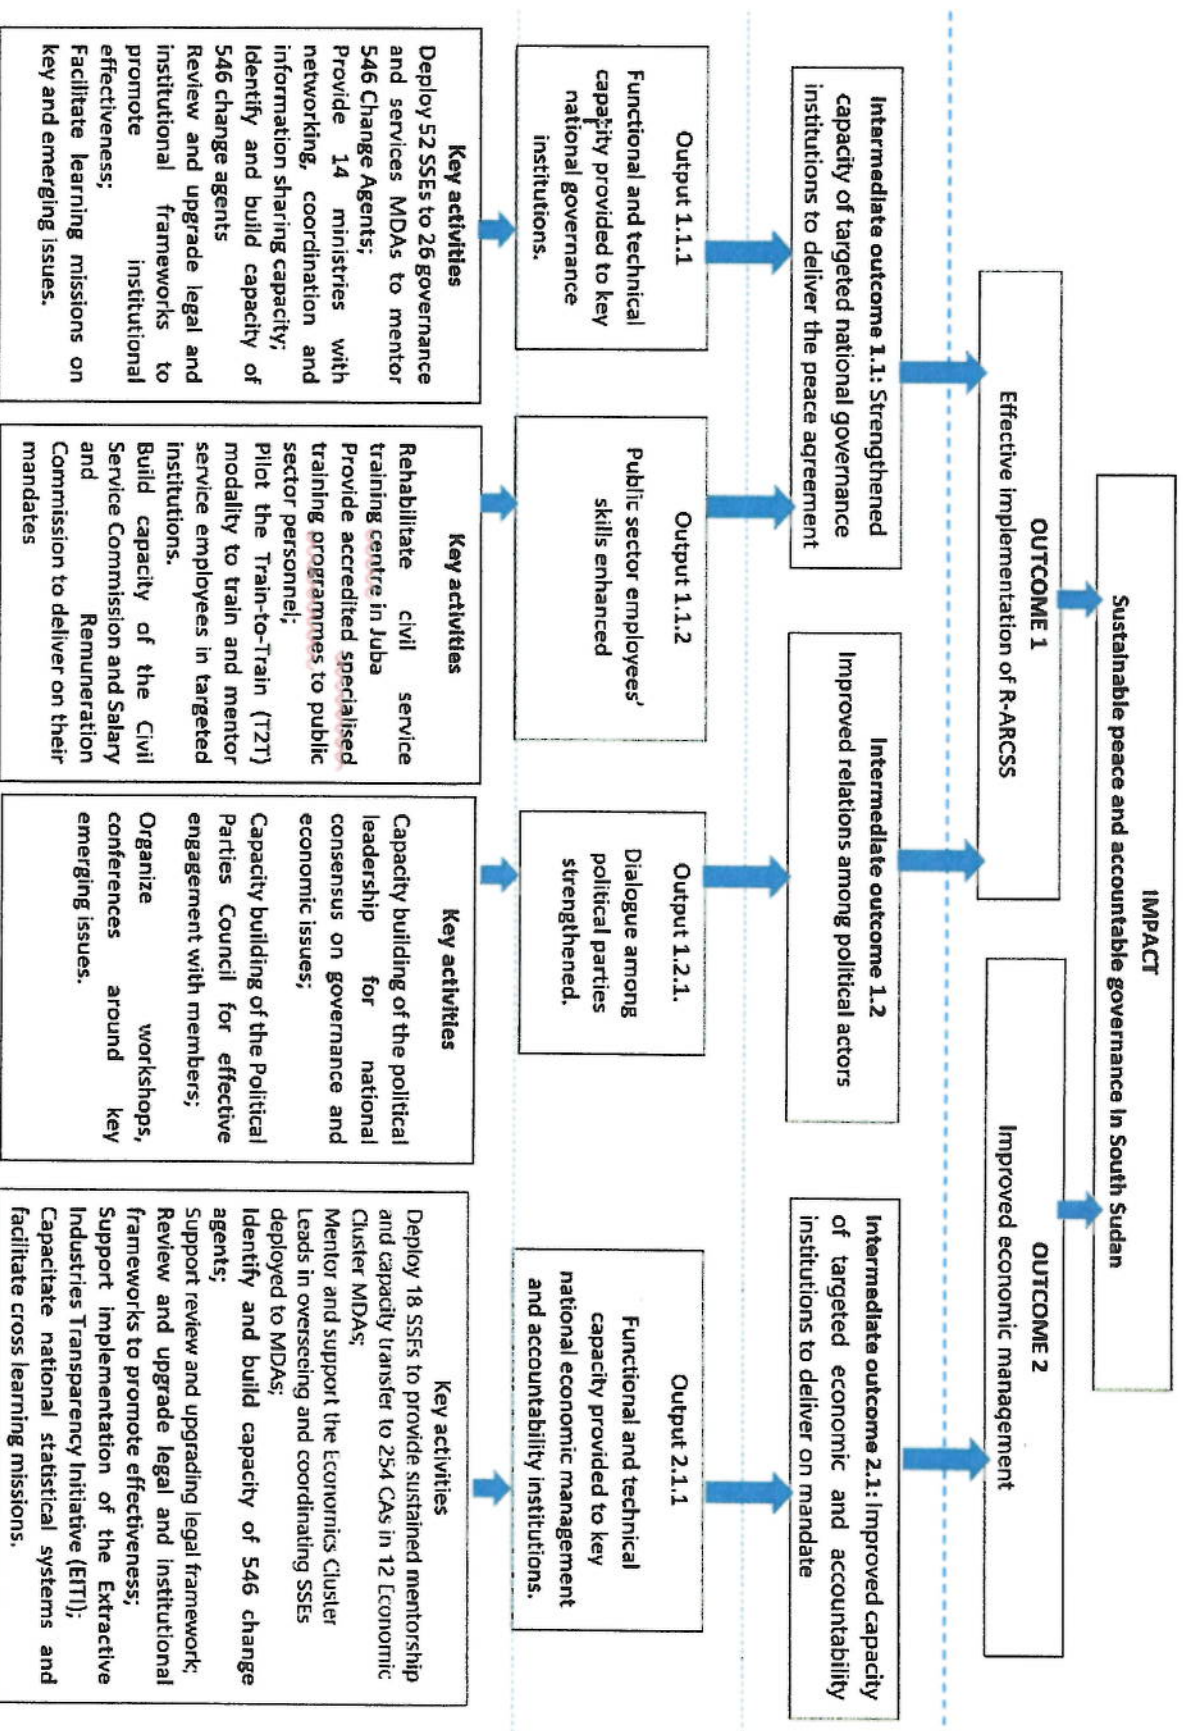 IMPACT
Sustainable peace and accountable governance in South Sudan
OUTCOME 1
Effective implementation of R-ARCSS
OUTCOME 2
Improved economic management
Intermediate outcome 1.1: Strengthened
capacity of targeted national governance
institutions to deliver the peace agreement
Intermediate outcome 1.2
Improved relations among political actors
Intermediate outcome 2.1: Improved capacity
of targeted economic and accountability
institutions to deliver on mandate
Output 1.1.1
Functional and technical
capacity provided to key
national governance
institutions.
Output 1.1.2
Public sector employees'
skills enhanced
Output 1.2.1.
Dialogue among
political parties
strengthened.
Output 2.1.1
Functional and technical
capacity provided to key
national economic management
and accountability institutions.
Key activities
Deploy 52 SSEs to 26 governance
and services MDAs to mentor
546 Change Agents;
Provide 14 ministries with
networking, coordination and
information sharing capacity;
Identify and build capacity of
546 change agents
Review and upgrade legal and
institutional frameworks to
promote institutional
effectiveness;
Facilitate learning missions on
key and emerging issues.
Key activities
Rehabilitate civil service
training centre in Juba
Provide accredited specialised
training programmes to public
sector personnel;
Pilot the Train-to-Train (T2T)
modality to train and mentor
service employees in targeted
institutions.
Build capacity of the Civil
Service Commission and Salary
and Remuneration
Commission to deliver on their
mandates
Key activities
Capacity building of the political
leadership for national
consensus on governance and
economic issues;
Capacity building of the Political
Parties Council for effective
engagement with members;
Organize workshops,
conferences around key
emerging issues.
Key activities
Deploy 18 SSEs to provide sustained mentorship
and capacity transfer to 254 CAs in 12 Economic
Cluster MDAs;
Mentor and support the Economics Cluster
Leads in overseeing and coordinating SSEs
deployed to MDAs;
Identify and build capacity of 546 change
agents;
Support review and upgrading legal framework;
Review and upgrade legal and institutional
frameworks to promote effectiveness;
Support implementation of the Extractive
Industries Transparency Initiative (EITI);
Capacitate national statistical systems and
facilitate cross learning missions.